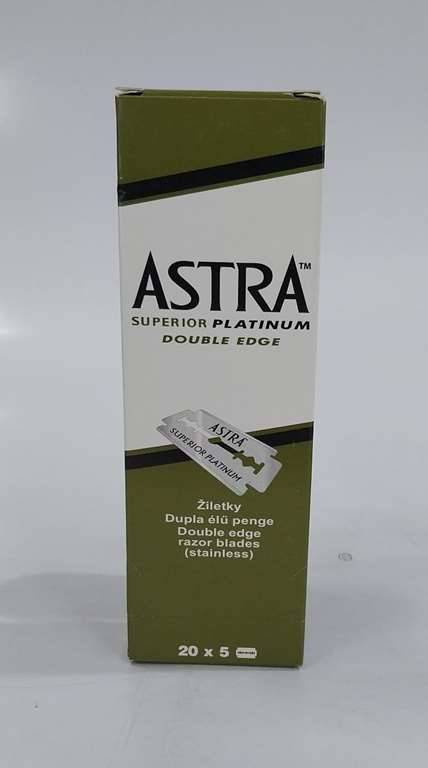 ASTRA™
SUPERIOR PLATINUM
DOUBLE EDGE
ASTRA
SUPERIOR PLATINUM
Žiletky
Dupla élű penge
Double edge
razor blades
(stainless)
20 x 5